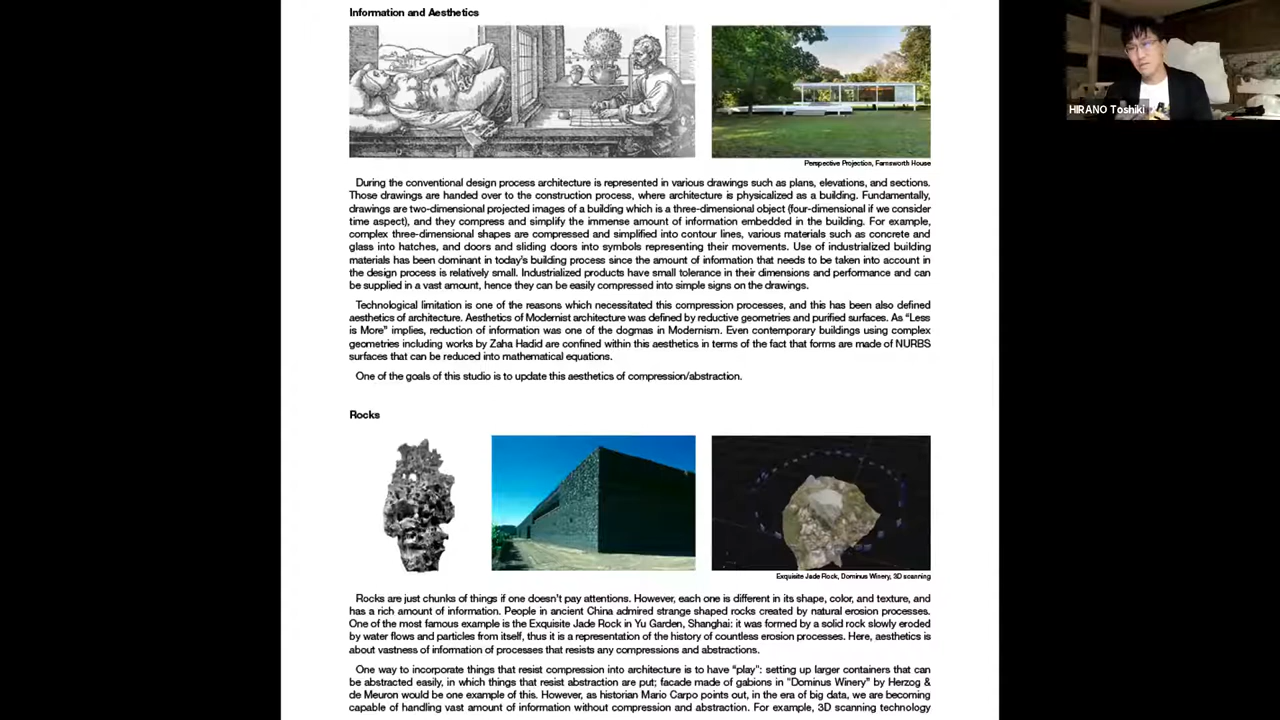 Information and Aesthetics
HIRANO Toshiki
Perspective Projection, Farnsworth House
During the conventional design process architecture is represented in various drawings such as plans, elevations, and sections.
Those drawings are handed over to the construction process, where architecture is physicalized as a building. Fundamentally,
drawings are two-dimensional projected images of a building which is a three-dimensional object (four-dimensional if we consider
time aspect), and they compress and simplify the immense amount of information embedded in the building. For example,
complex three-dimensional shapes are compressed and simplified into contour lines, various materials such as concrete and
glass into hatches, and doors and sliding doors into symbols representing their movements. Use of industrialized building
materials has been dominant in today's building process since the amount of information that needs to be taken into account in
the design process is relatively small. Industrialized products have small tolerance in their dimensions and performance and can
be supplied in a vast amount, hence they can be easily compressed into simple signs on the drawings.
Technological limitation is one of the reasons which necessitated this compression processes, and this has been also defined
aesthetics of architecture. Aesthetics of Modernist architecture was defined by reductive geometries and purified surfaces. As “Less
is More” implies, reduction of information was one of the dogmas in Modernism. Even contemporary buildings using complex
geometries including works by Zaha Hadid are confined within this aesthetics in terms of the fact that forms are made of NURBS
surfaces that can be reduced into mathematical equations.
One of the goals of this studio is to update this aesthetics of compression/abstraction.
Rocks
Exquisite Jade Rock, Dominus Winery, 3D scanning
Rocks are just chunks of things if one doesn't pay attentions. However, each one is different in its shape, color, and texture, and
has a rich amount of information. People in ancient China admired strange shaped rocks created by natural erosion processes.
One of the most famous example is the Exquisite Jade Rock in Yu Garden, Shanghai: it was formed by a solid rock slowly eroded
by water flows and particles from itself, thus it is a representation of the history of countless erosion processes. Here, aesthetics is
about vastness of information of processes that resists any compressions and abstractions.
One way to incorporate things that resist compression into architecture is to have “play”: setting up larger containers that can
be abstracted easily, in which things that resist abstraction are put; facade made of gabions in "Dominus Winery" by Herzog &
de Meuron would be one example of this. However, as historian Mario Carpo points out, in the era of big data, we are becoming
capable of handling vast amount of information without compression and abstraction. For example, 3D scanning technology